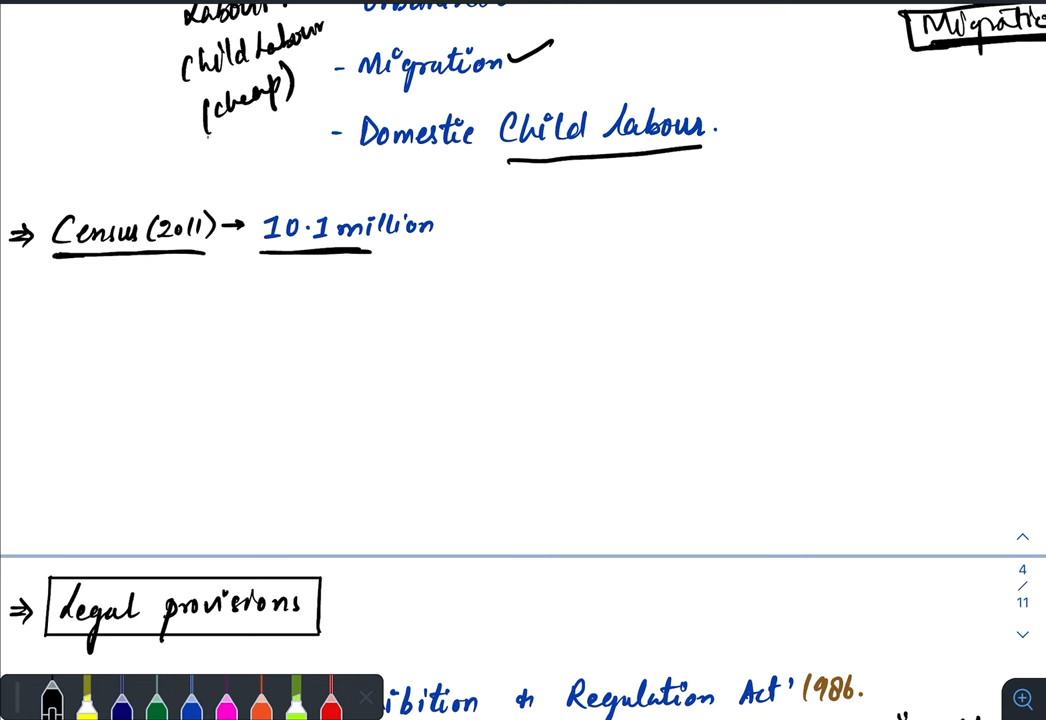 Labour
Child Labour
(cheap)
- Migration ✓
- Domestic Child labour.
⇒ Census (2011) → 10.1 million
4
/
11
⇒ Legal provisions
ibition & Regulation Act' 1986.